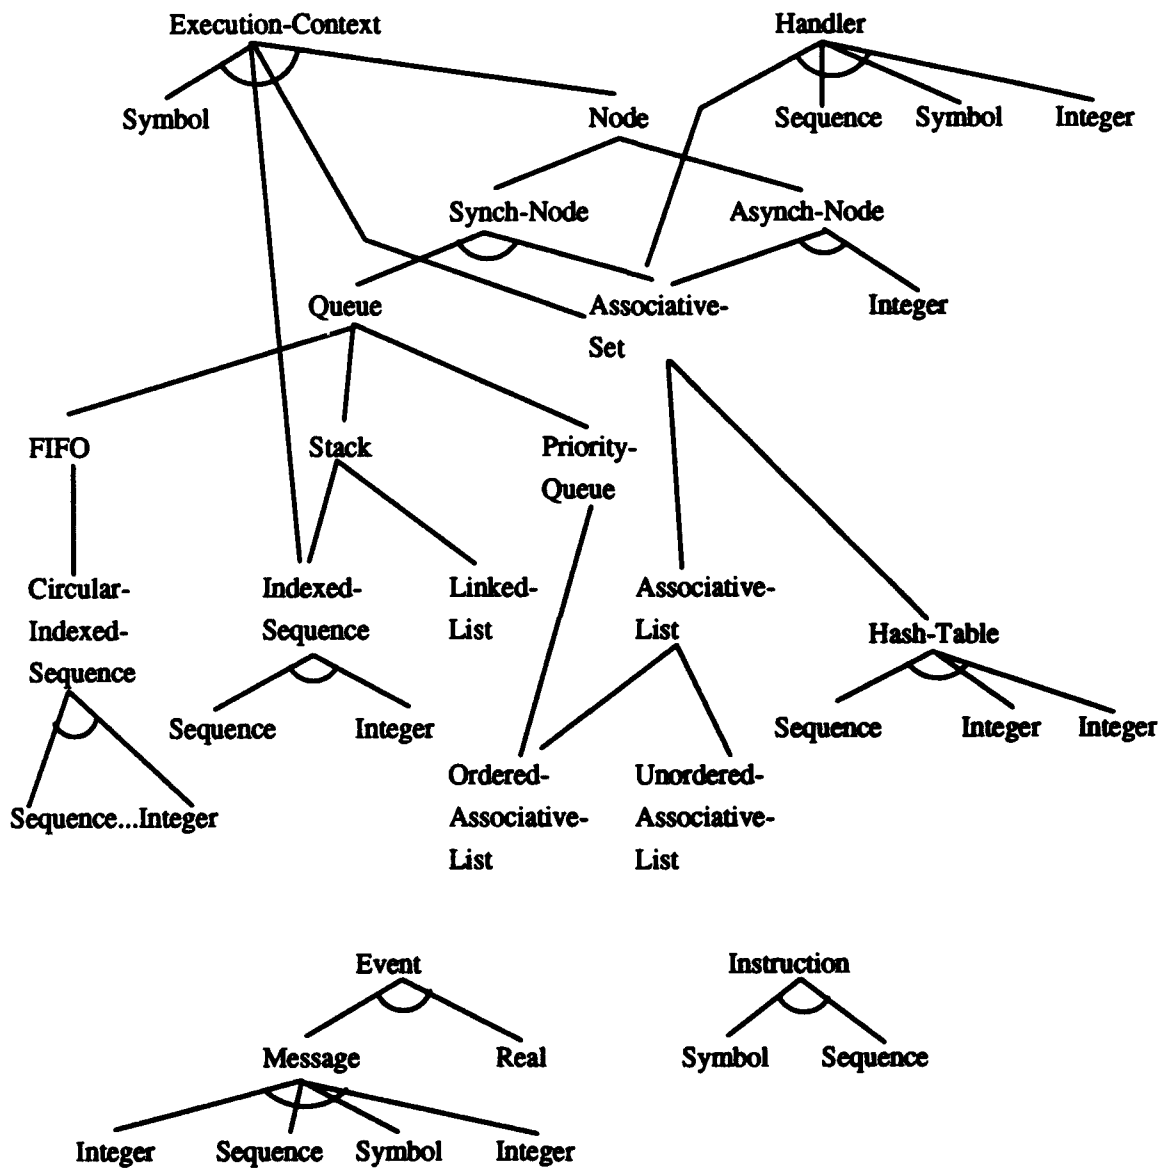 Execution-Context
Handler
Symbol
Node
Sequence
Symbol
Integer
Synch-Node
Asynch-Node
Queue
Associative-
Set
Integer
FIFO
Stack
Priority-
Queue
Circular-
Indexed-
Sequence
Indexed-
Sequence
Linked-
List
Associative-
List
Hash-Table
Sequence
Integer
Sequence
Integer
Integer
Sequence...Integer
Ordered-
Associative-
List
Unordered-
Associative-
List
Event
Instruction
Message
Real
Symbol
Sequence
Integer
Sequence
Symbol
Integer